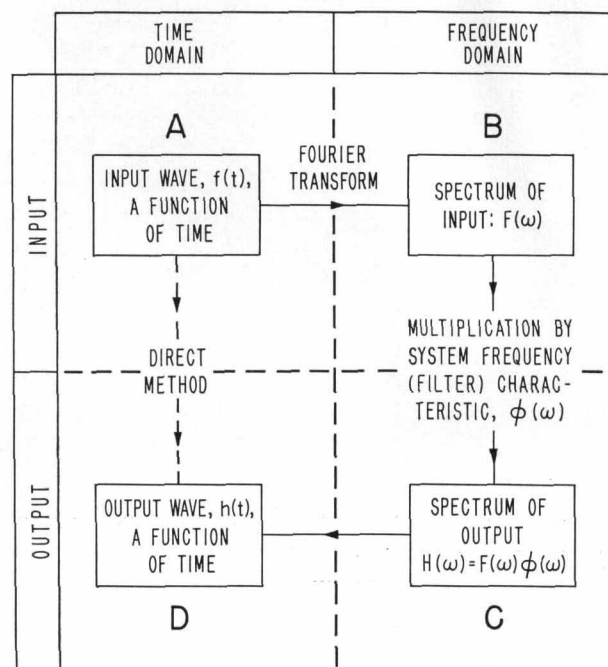 TIME
DOMAIN
FREQUENCY
DOMAIN
INPUT
A
INPUT WAVE, f(t),
A FUNCTION
OF TIME
FOURIER
TRANSFORM
B
SPECTRUM OF
INPUT: F(ω)
DIRECT
METHOD
MULTIPLICATION BY
SYSTEM FREQUENCY
(FILTER) CHARAC-
TERISTIC, ϕ(ω)
OUTPUT
OUTPUT WAVE, h(t),
A FUNCTION
OF TIME
D
SPECTRUM OF
OUTPUT
H(ω)=F(ω)ϕ(ω)
C